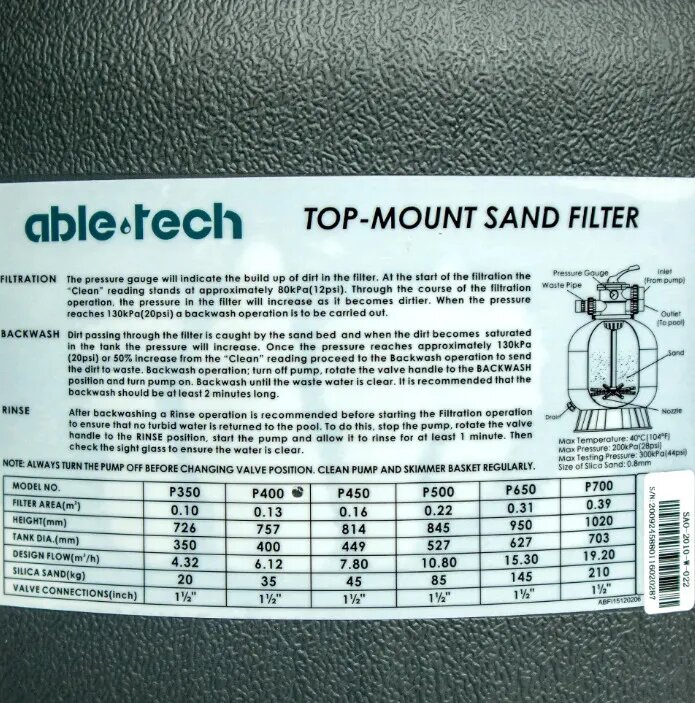 able tech
TOP-MOUNT SAND FILTER
FILTRATION The pressure gauge will indicate the build up of dirt in the filter. At the start of the filtration the
"Clean" reading stands at approximately 80kPa(12psi). Through the course of the filtration
operation, the pressure in the filter will increase as it becomes dirtier. When the pressure
reaches 130kPa(20psi) a backwash operation is to be carried out.
BACKWASH Dirt passing through the filter is caught by the sand bed and when the dirt becomes saturated
in the tank the pressure will increase. Once the pressure reaches approximately 130kPa
(20psi) or 50% increase from the "Clean" reading proceed to the Backwash operation to send
the dirt to waste. Backwash operation; turn off pump, rotate the valve handle to the BACKWASH
position and turn pump on. Backwash until the waste water is clear. It is recommended that the
backwash should be at least 2 minutes long.
RINSE After backwashing a Rinse operation is recommended before starting the Filtration operation
to ensure that no turbid water is returned to the pool. To do this, stop the pump, rotate the valve
handle to the RINSE position, start the pump and allow it to rinse for at least 1 minute. Then
check the sight glass to ensure the water is clear.
NOTE: ALWAYS TURN THE PUMP OFF BEFORE CHANGING VALVE POSITION. CLEAN PUMP AND SKIMMER BASKET REGULARLY.
Pressure Gauge
Inlet
(From pump)
Waste Pipe
Outlet
(To pool)
Sand
Drain
Nozzle
Max Temperature: 40°C(104°F)
Max Pressure: 200kPa(28psi)
Max Testing Pressure: 300kPa(44psi)
Size of Slica Sand: 0.8mm
MODEL NO. P350 P400 P450 P500 P650 P700
FILTER AREA(m²) 0.10 0.13 0.16 0.22 0.31 0.39
HEIGHT(mm) 726 757 814 845 950 1020
TANK DIA.(mm) 350 400 449 527 627 703
DESIGN FLOW(m³/h) 4.32 6.12 7.80 10.80 15.30 19.20
SILICA SAND(kg) 20 35 45 85 145 210
VALVE CONNECTIONS(inch) 1½" 1½" 1½" 1½" 1½" 1½"
ABFI15120206
SAO-2010-W-022